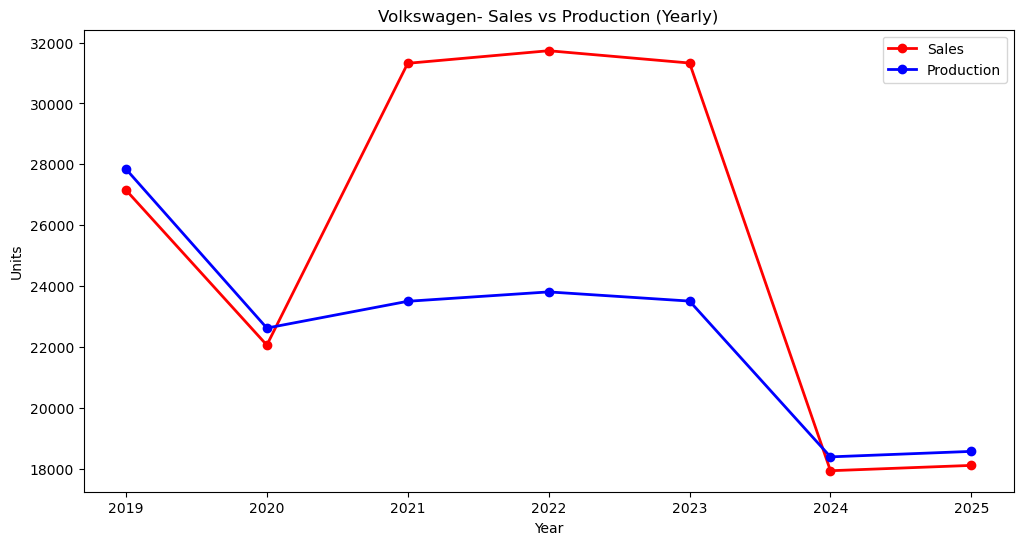 Volkswagen- Sales vs Production (Yearly)
Sales
Production
32000
30000
28000
26000
24000
22000
20000
18000
Units
2019 2020 2021 2022 2023 2024 2025
Year